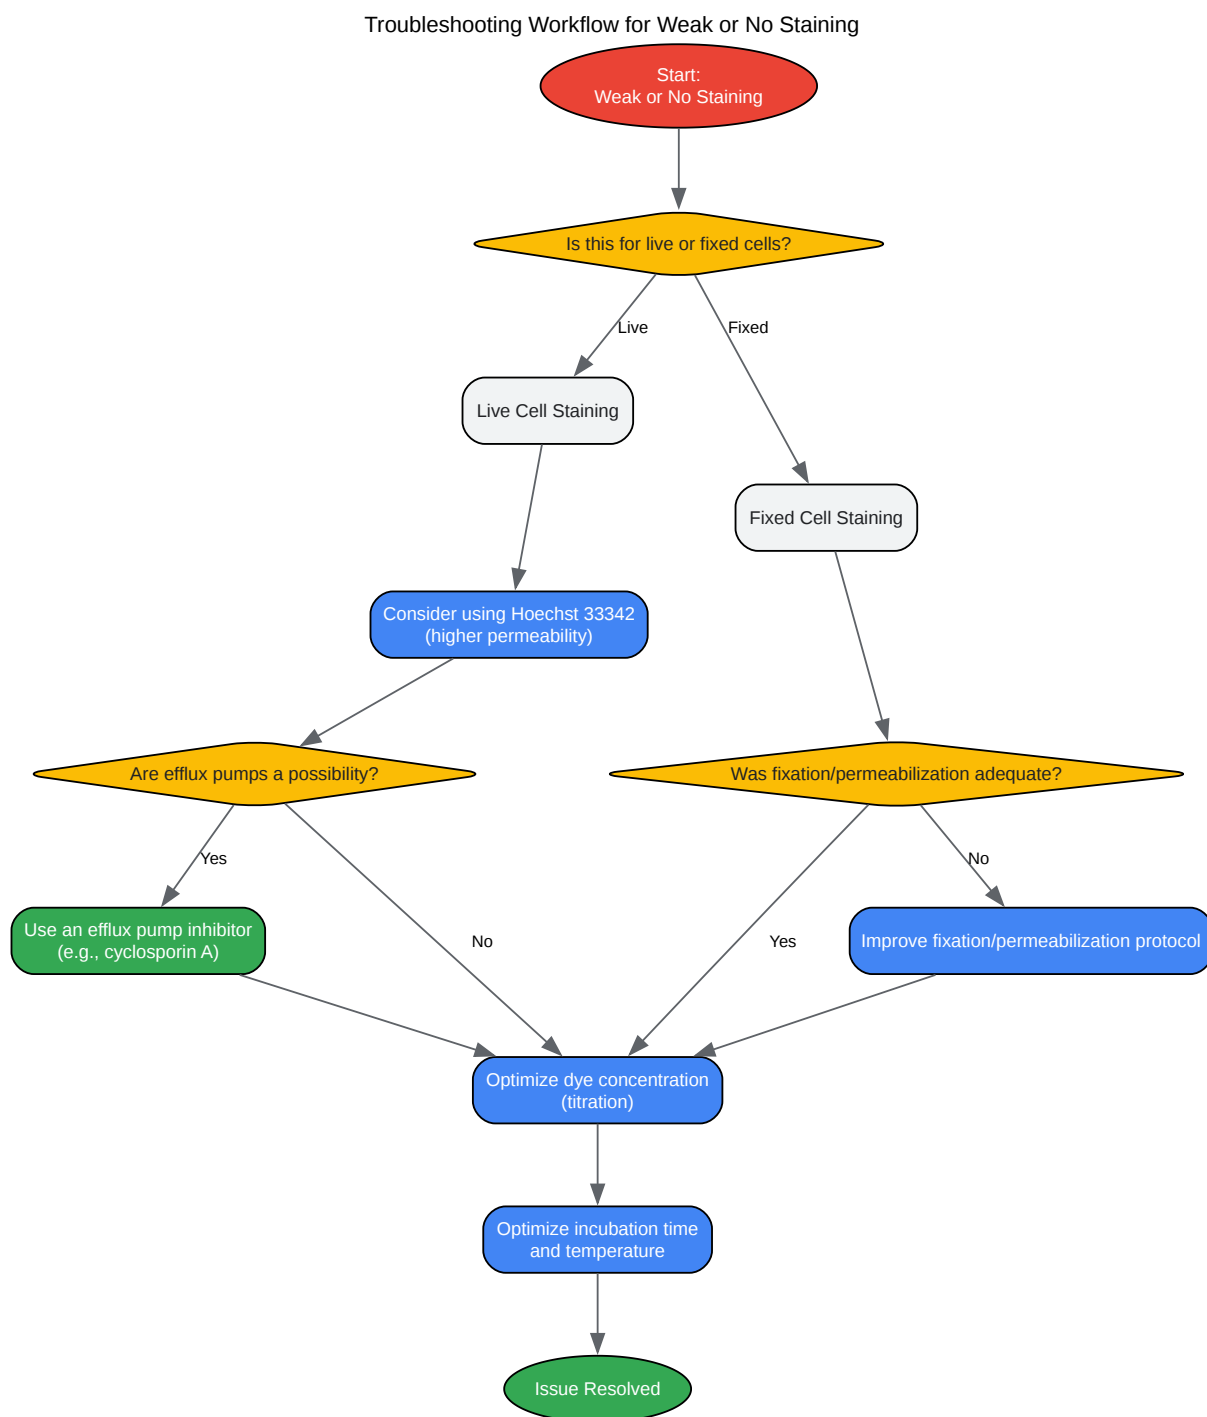 Troubleshooting Workflow for Weak or No Staining
Start:
Weak or No Staining
Is this for live or fixed cells?
Live
Fixed
Live Cell Staining
Fixed Cell Staining
Consider using Hoechst 33342
(higher permeability)
Are efflux pumps a possibility?
Was fixation/permeabilization adequate?
Yes
No
Use an efflux pump inhibitor
(e.g., cyclosporin A)
No
Yes
Improve fixation/permeabilization protocol
Optimize dye concentration
(titration)
Optimize incubation time
and temperature
Issue Resolved